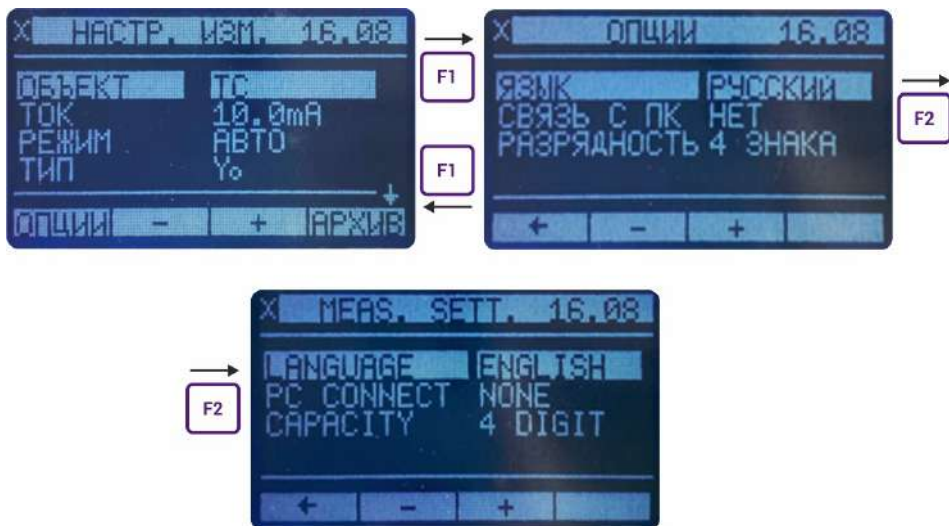 X НАСТР. ИЗМ. 16.08
ОБЪЕКТ ТС
ТОК 10.0mA
РЕЖИМ АВТО
ТИП Yo
ОПЦИИ - + АРХИВ
F1
F1
X ОПЦИИ 16.08
ЯЗЫК РУССКИЙ
СВЯЗЬ С ПК НЕТ
РАЗРЯДНОСТЬ 4 ЗНАКА
← - +
F2
F2
X MEAS. SETT. 16.08
LANGUAGE ENGLISH
PC CONNECT NONE
CAPACITY 4 DIGIT
← - +